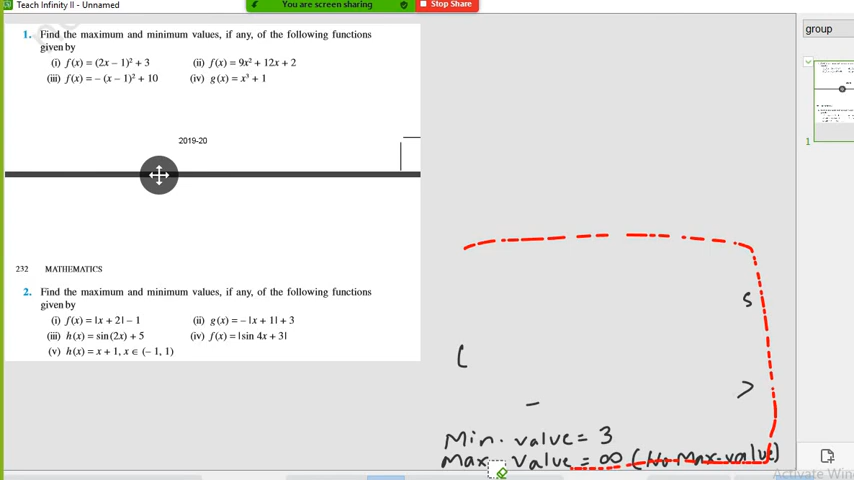 Teach Infinity II - Unnamed
You are screen sharing
Stop Share
group
1. Find the maximum and minimum values, if any, of the following functions
given by
(i) f(x) = (2x – 1)² + 3 (ii) f(x) = 9x² + 12x + 2
(iii) f(x) = – (x – 1)² + 10 (iv) g(x) = x³ + 1
2019-20
1
232 MATHEMATICS
2. Find the maximum and minimum values, if any, of the following functions
given by
(i) f(x) = |x + 2| – 1 (ii) g(x) = – |x + 1| + 3
(iii) h(x) = sin(2x) + 5 (iv) f(x) = |sin 4x + 3|
(v) h(x) = x + 1, x ∈ (– 1, 1)
s
(
>
–
Min. value = 3
Max. Value = ∞ (No Max. value)
Activate Win